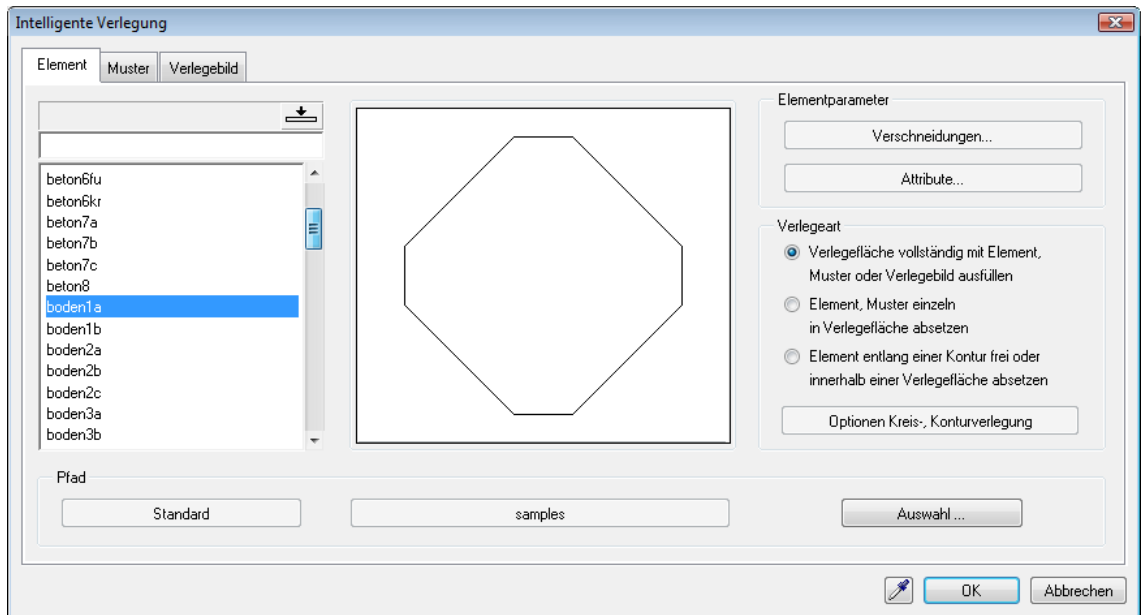 Intelligente Verlegung
Element
Muster
Verlegebild
beton6fu
beton6kr
beton7a
beton7b
beton7c
beton8
boden1a
boden1b
boden2a
boden2b
boden2c
boden3a
boden3b
Elementparameter
Verschneidungen...
Attribute...
Verlegeart
Verlegefläche vollständig mit Element,
Muster oder Verlegebild ausfüllen
Element, Muster einzeln
in Verlegefläche absetzen
Element entlang einer Kontur frei oder
innerhalb einer Verlegefläche absetzen
Optionen Kreis-, Konturverlegung
Pfad
Standard
samples
Auswahl ...
OK
Abbrechen